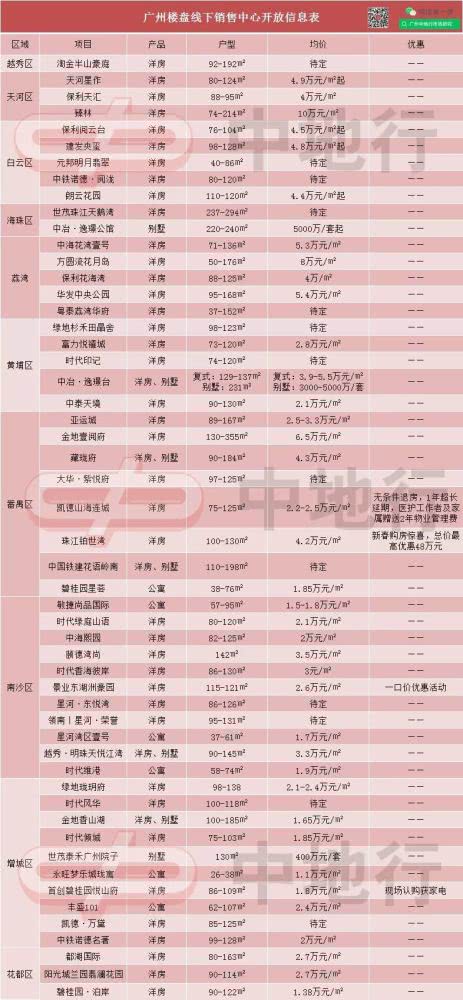 广州楼盘线下销售中心开放信息表
区域 项目 产品 户型 均价 优惠
越秀区 淘金半山豪庭 洋房 92-192㎡ 待定 ——
天河区 天河星作 洋房 80-124㎡ 4.9万元/㎡起 ——
保利天汇 洋房 88-95㎡ 4万元/㎡ ——
臻林 洋房 74-214㎡ 10万元/㎡ ——
白云区 保利阅云台 洋房 76-104㎡ 4.5万元/㎡起 ——
建发央玺 洋房 98-128㎡ 4.8万元/㎡起 ——
元邦明月翡翠 洋房 40-86㎡ 待定 ——
中铁诺德·阅泷 洋房 80-120㎡ 待定 ——
朗云花园 洋房 110-120㎡ 4.4万元/㎡起 ——
海珠区 世茂珠江天鹅湾 洋房 237-294㎡ 待定 ——
中冶·逸璟公馆 别墅 220-240㎡ 5000万/套起 ——
荔湾 中海花湾壹号 洋房 71-136㎡ 5.3万元/㎡ ——
方圆流花月岛 洋房 50-176㎡ 8万元/㎡ ——
保利花海湾 洋房 88-125㎡ 4万/㎡ ——
华发中央公园 洋房 95-168㎡ 5.4万元/㎡ ——
粤泰荔湾华府 洋房 37-152㎡ 待定 ——
黄埔区 绿地杉禾田晶舍 洋房 98-123㎡ 待定 ——
富力悦禧城 洋房 73-120㎡ 2.8万元/㎡ ——
时代印记 洋房 74-120㎡ 待定 ——
中冶·逸璟台 洋房、别墅 复式：129-137㎡ 复式：3.9-5.5万元/㎡ ——
别墅：231㎡ 别墅：3000-5000万/套
中泰天境 洋房 90-130㎡ 2.1万元/㎡ ——
番禺区 亚运城 洋房 89-167㎡ 2.5-3.3万元/㎡ ——
金地壹阅府 洋房 130-355㎡ 6.5万元/㎡ ——
藏珑府 洋房、别墅 90-184㎡ 4.3万元/㎡ ——
大华·紫悦府 洋房 97-125㎡ 待定 ——
凯德山海连城 洋房 75-125㎡ 2.2-2.5万元/㎡ 无条件退房，1年超长
延期，医护工作者及家
属赠送2年物业管理费
珠江铂世湾 洋房 100-130㎡ 4.2万元/㎡ 新春购房惊喜，总价最
高优惠48万元
中国铁建花语岭南 洋房、别墅 110-198㎡ 待定 ——
碧桂园星荟 公寓 38-76㎡ 1.85万元/㎡ ——
南沙区 敏捷尚品国际 公寓 57-95㎡ 1.5-1.8万元/㎡ ——
时代绿庭山语 洋房 80-120㎡ 2.1万元/㎡ ——
中海熙园 洋房 82-125㎡ 2万元/㎡ ——
颐德湾尚 洋房 142㎡ 3.5万元/㎡ ——
时代香海彼岸 洋房 86-130㎡ 3元/㎡ ——
景业东湖洲豪园 洋房 115-121㎡ 2.6万元/㎡ 一口价优惠活动
星河·东悦湾 洋房 86-126㎡ 待定 ——
领南丨星河·荣誉 洋房 95-131㎡ 待定 ——
星河湾区壹号 公寓 37-61㎡ 1.7万元/㎡ ——
越秀·明珠天悦江湾 洋房、别墅 90-145㎡ 3.3万元/㎡ ——
时代维港 公寓 58-74㎡ 1.9万元/㎡ ——
增城区 绿地珑玥府 洋房 98-138 2.1-2.4万元/㎡ ——
时代风华 洋房 100-118㎡ 待定 ——
金地香山湖 洋房、别墅 100-185㎡ 1.65万元/㎡ ——
时代倾城 洋房 75-103㎡ 1.85万元/㎡ ——
世茂泰禾广州院子 别墅 130㎡ 400万元/套 ——
永旺梦乐城珑寓 公寓 26-38㎡ 1.1万元/㎡ ——
首创碧桂园悦山府 洋房 86-109㎡ 1.8万元/㎡ 现场认购获家电
丰盛101 公寓 62-107㎡ 2.4万元/㎡ ——
凯德·万黛 洋房 85-125㎡ 待定 ——
中铁诺德名著 洋房 99-128㎡ 2万元/㎡ ——
花都区 都湖国际 洋房 80-163㎡ 2.7万元/㎡ ——
阳光城兰园翡澜花园 洋房 90-114㎡ 2.7万元/㎡ ——
碧桂园·泊岸 洋房 90-122㎡ 1.38万元/㎡ ——
中地行
中地行
中地行